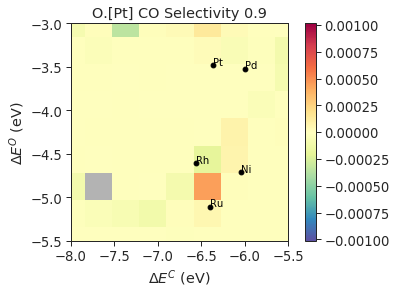 O.[Pt] CO Selectivity 0.9
−3.0
−3.5
−4.0
−4.5
−5.0
−5.5
ΔE^O (eV)
Pt
Pd
Rh
Ni
Ru
−8.0 −7.5 −7.0 −6.5 −6.0 −5.5
ΔE^C (eV)
0.00100
0.00075
0.00050
0.00025
0.00000
−0.00025
−0.00050
−0.00075
−0.00100